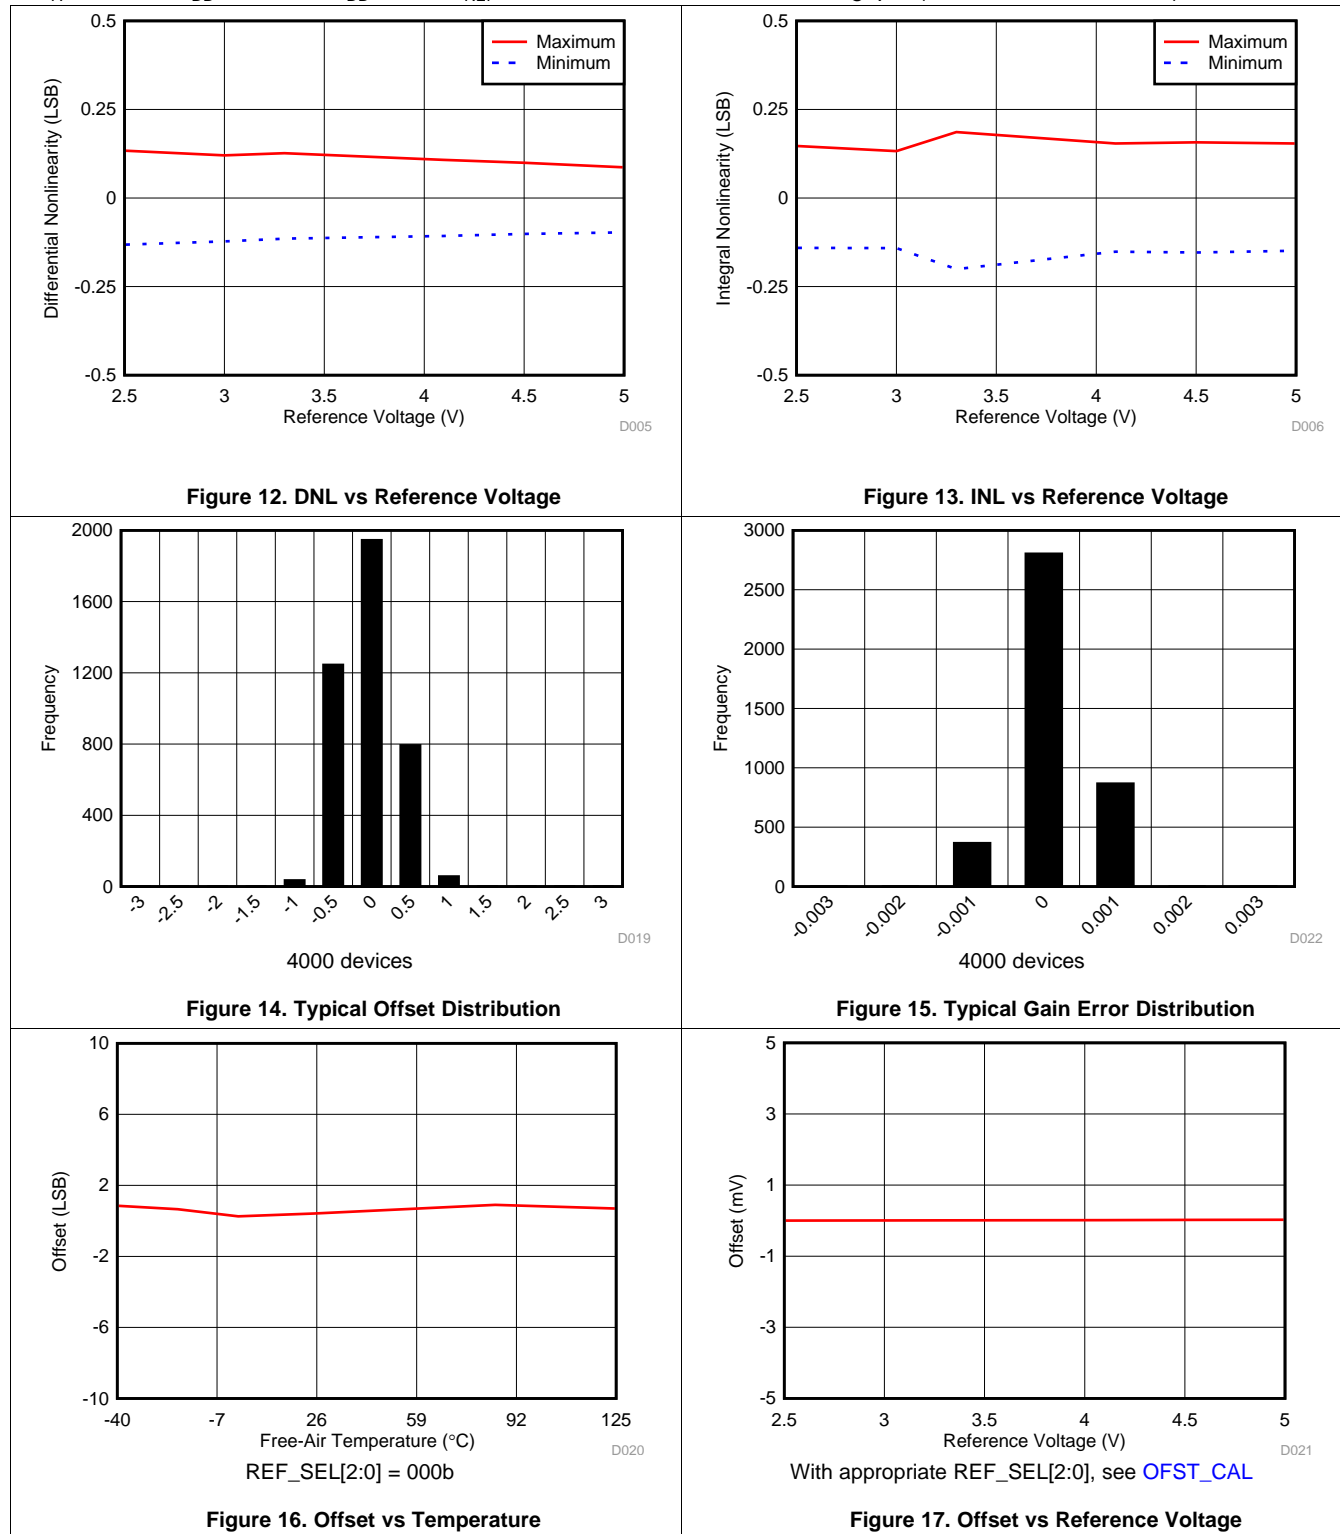 0.5
0.25
0
-0.25
-0.5
Differential Nonlinearity (LSB)
Maximum
Minimum
2.5 3 3.5 4 4.5 5
Reference Voltage (V)
D005
Figure 12. DNL vs Reference Voltage
0.5
0.25
0
-0.25
-0.5
Integral Nonlinearity (LSB)
Maximum
Minimum
2.5 3 3.5 4 4.5 5
Reference Voltage (V)
D006
Figure 13. INL vs Reference Voltage
2000
1600
1200
800
400
0
Frequency
-3 -2.5 -2 -1.5 -1 -0.5 0 0.5 1 1.5 2 2.5 3
D019
4000 devices
Figure 14. Typical Offset Distribution
3000
2500
2000
1500
1000
500
0
Frequency
-0.003 -0.002 -0.001 0 0.001 0.002 0.003
D022
4000 devices
Figure 15. Typical Gain Error Distribution
10
6
2
-2
-6
-10
Offset (LSB)
-40 -7 26 59 92 125
Free-Air Temperature (°C)
D020
REF_SEL[2:0] = 000b
Figure 16. Offset vs Temperature
5
3
1
-1
-3
-5
Offset (mV)
2.5 3 3.5 4 4.5 5
Reference Voltage (V)
D021
With appropriate REF_SEL[2:0], see OFST_CAL
Figure 17. Offset vs Reference Voltage